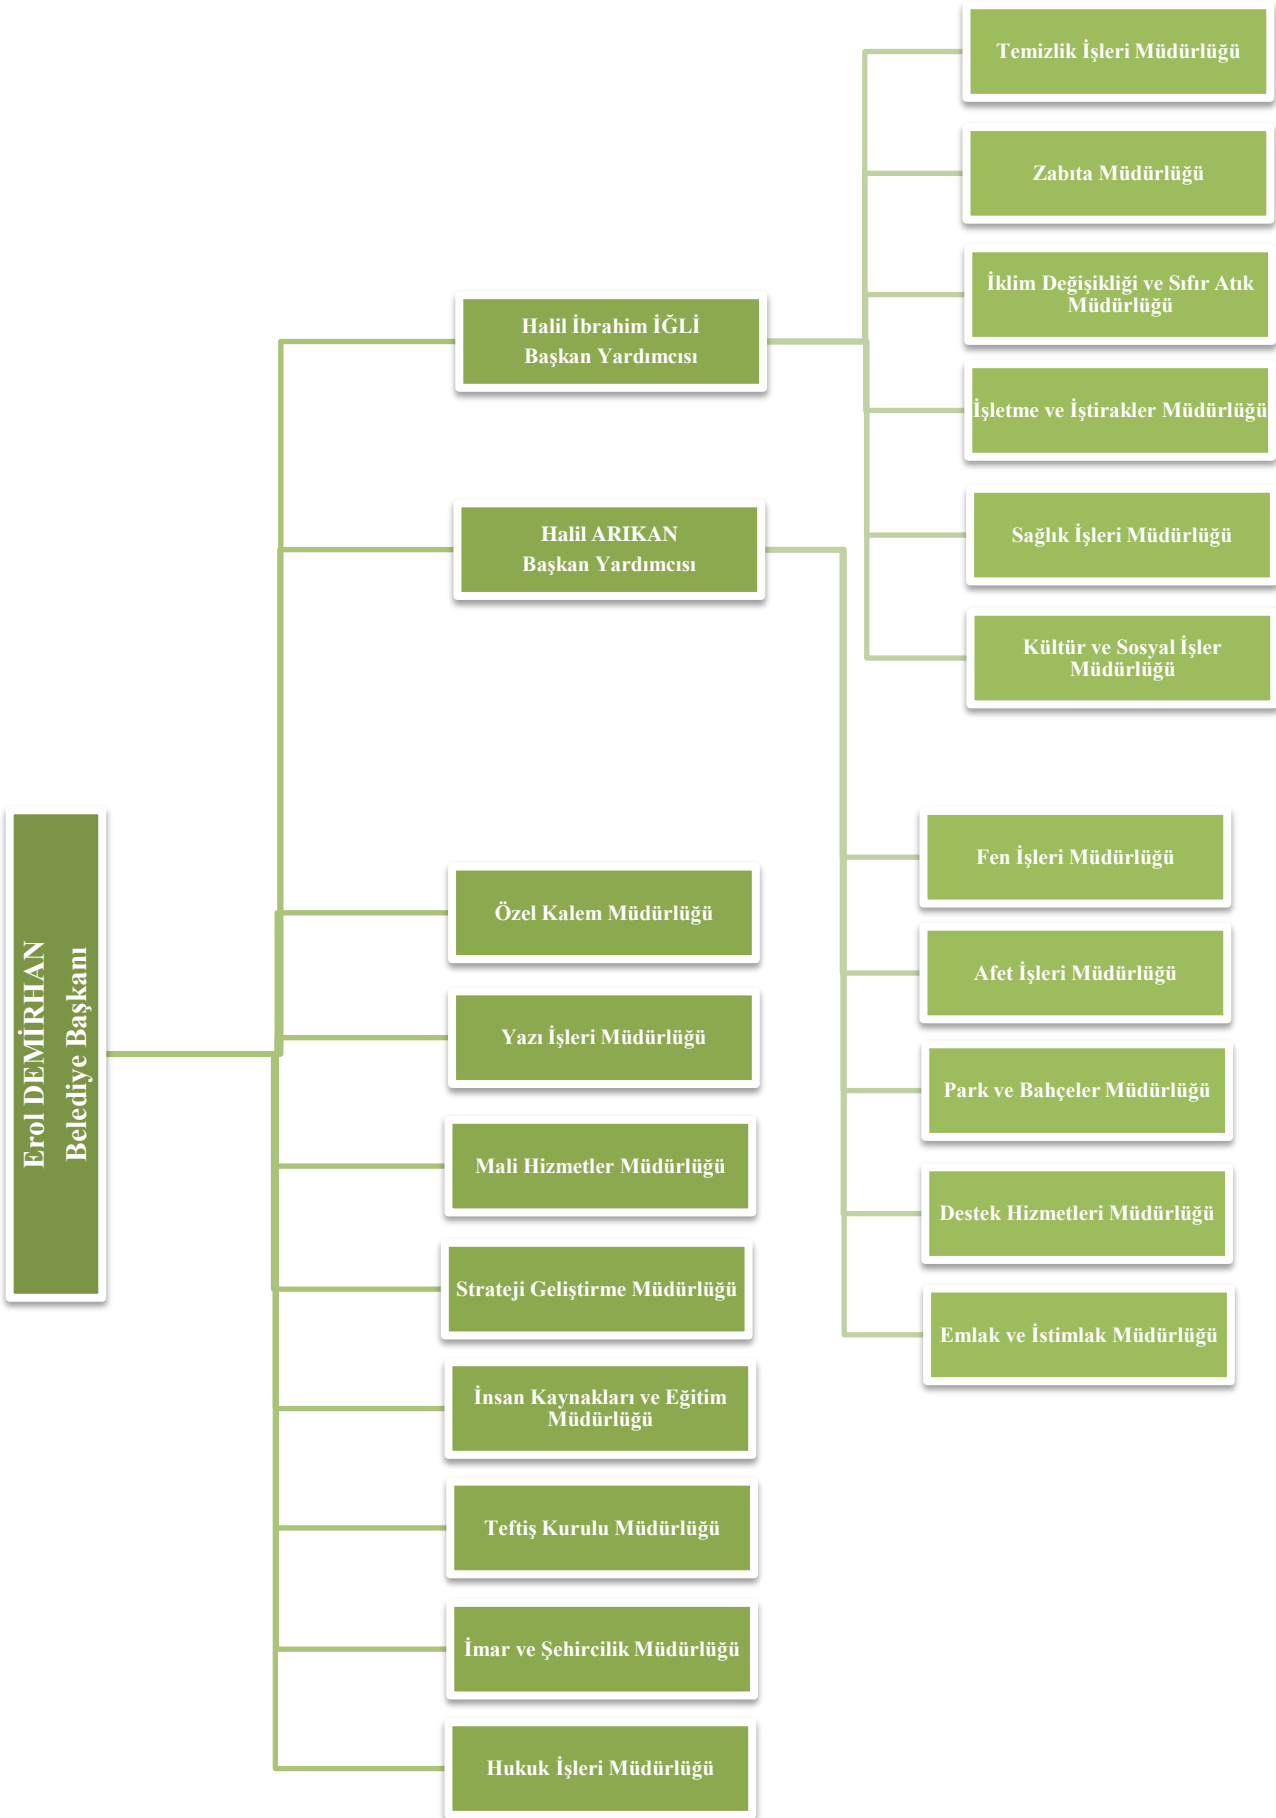 Erol DEMİRHAN
Belediye Başkanı
Halil İbrahim İĞLİ
Başkan Yardımcısı
Temizlik İşleri Müdürlüğü
Zabıta Müdürlüğü
İklim Değişikliği ve Sıfır Atık
Müdürlüğü
İşletme ve İştirakler Müdürlüğü
Sağlık İşleri Müdürlüğü
Kültür ve Sosyal İşler
Müdürlüğü
Halil ARIKAN
Başkan Yardımcısı
Fen İşleri Müdürlüğü
Afet İşleri Müdürlüğü
Park ve Bahçeler Müdürlüğü
Destek Hizmetleri Müdürlüğü
Emlak ve İstimlak Müdürlüğü
Özel Kalem Müdürlüğü
Yazı İşleri Müdürlüğü
Mali Hizmetler Müdürlüğü
Strateji Geliştirme Müdürlüğü
İnsan Kaynakları ve Eğitim
Müdürlüğü
Teftiş Kurulu Müdürlüğü
İmar ve Şehircilik Müdürlüğü
Hukuk İşleri Müdürlüğü